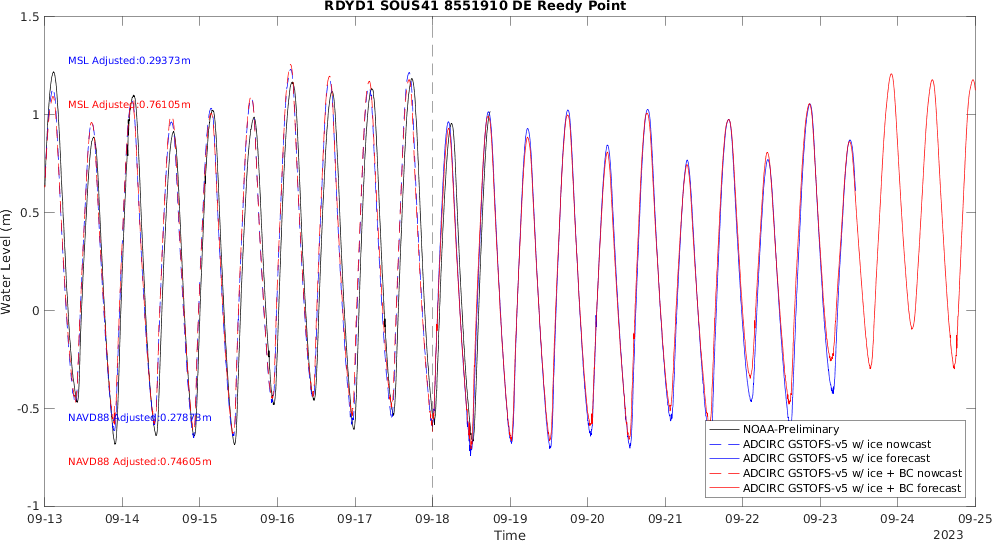 RDYD1 SOUS41 8551910 DE Reedy Point
1.5
1
0.5
0
-0.5
-1
Water Level (m)
MSL Adjusted:0.29373m
MSL Adjusted:0.76105m
NAVD88 Adjusted:0.27873m
NAVD88 Adjusted:0.74605m
NOAA-Preliminary
ADCIRC GSTOFS-v5 w/ ice nowcast
ADCIRC GSTOFS-v5 w/ ice forecast
ADCIRC GSTOFS-v5 w/ ice + BC nowcast
ADCIRC GSTOFS-v5 w/ ice + BC forecast
09-13 09-14 09-15 09-16 09-17 09-18 09-19 09-20 09-21 09-22 09-23 09-24 09-25
Time
2023